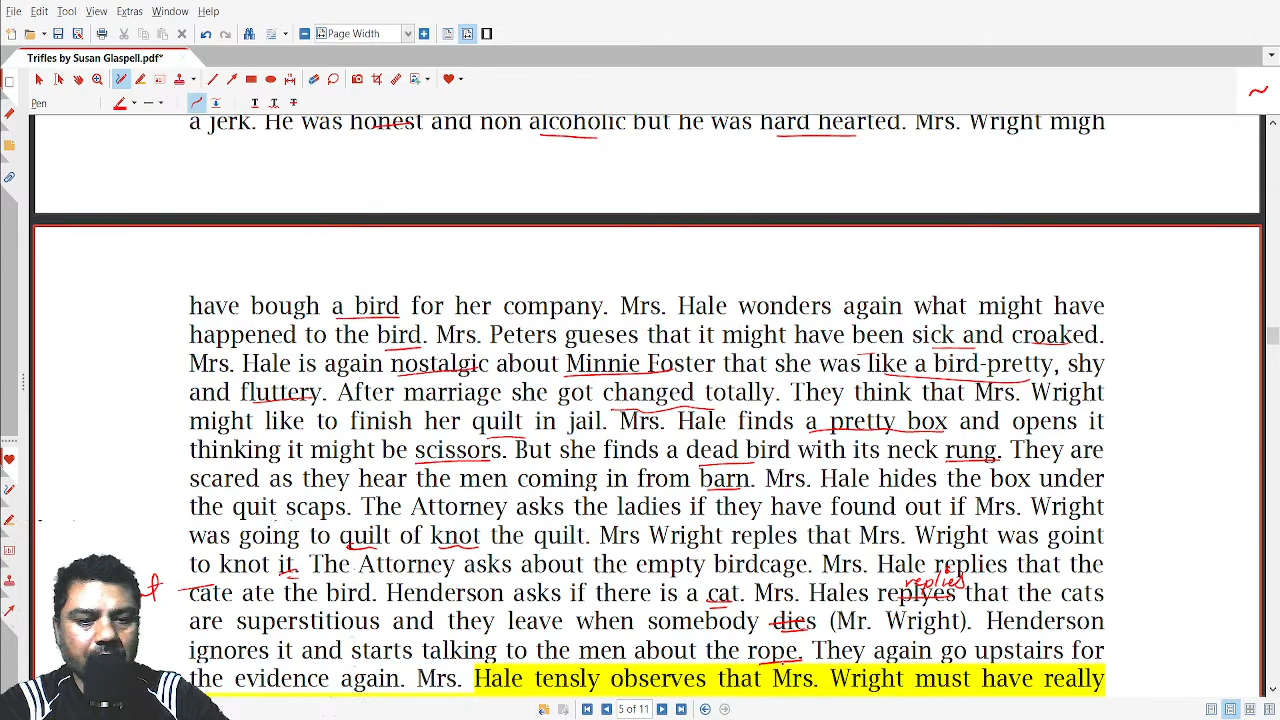 File Edit Tool View Extras Window Help
Page Width
Trifles by Susan Glaspell.pdf*
Pen
a jerk. He was honest and non alcoholic but he was hard hearted. Mrs. Wright migh
have bough a bird for her company. Mrs. Hale wonders again what might have
happened to the bird. Mrs. Peters gueses that it might have been sick and croaked.
Mrs. Hale is again nostalgic about Minnie Foster that she was like a bird-pretty, shy
and fluttery. After marriage she got changed totally. They think that Mrs. Wright
might like to finish her quilt in jail. Mrs. Hale finds a pretty box and opens it
thinking it might be scissors. But she finds a dead bird with its neck rung. They are
scared as they hear the men coming in from barn. Mrs. Hale hides the box under
the quit scaps. The Attorney asks the ladies if they have found out if Mrs. Wright
was going to quilt of knot the quilt. Mrs Wright reples that Mrs. Wright was goint
to knot it. The Attorney asks about the empty birdcage. Mrs. Hale replies that the
replies
cate ate the bird. Henderson asks if there is a cat. Mrs. Hales replyes that the cats
are superstitious and they leave when somebody dies (Mr. Wright). Henderson
ignores it and starts talking to the men about the rope. They again go upstairs for
the evidence again. Mrs. Hale tensly observes that Mrs. Wright must have really
5 of 11